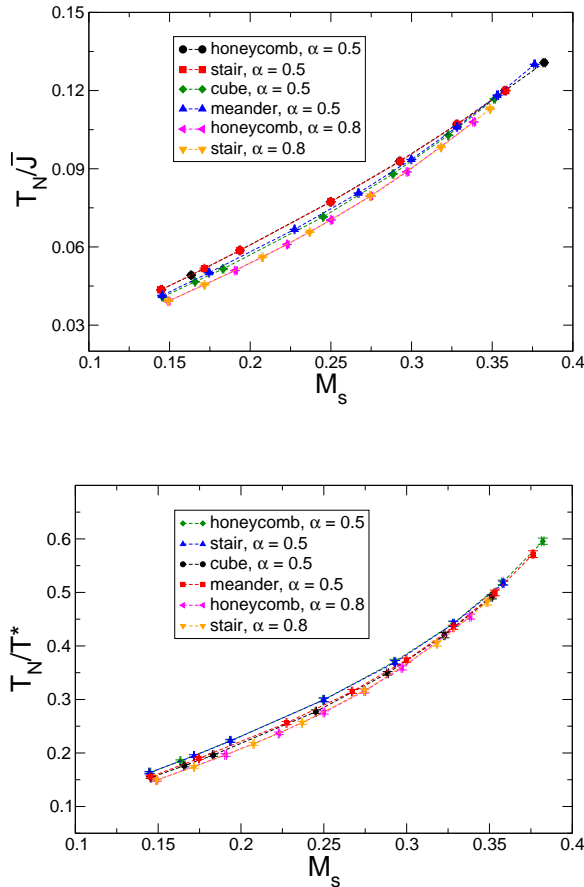 0.15
0.12
0.09
0.06
0.03
T_N/J̄
honeycomb, α = 0.5
stair, α = 0.5
cube, α = 0.5
meander, α = 0.5
honeycomb, α = 0.8
stair, α = 0.8
0.1 0.15 0.2 0.25 0.3 0.35 0.4
M_s
0.6
0.5
0.4
0.3
0.2
0.1
T_N/T*
honeycomb, α = 0.5
stair, α = 0.5
cube, α = 0.5
meander, α = 0.5
honeycomb, α = 0.8
stair, α = 0.8
0.1 0.15 0.2 0.25 0.3 0.35 0.4
M_s